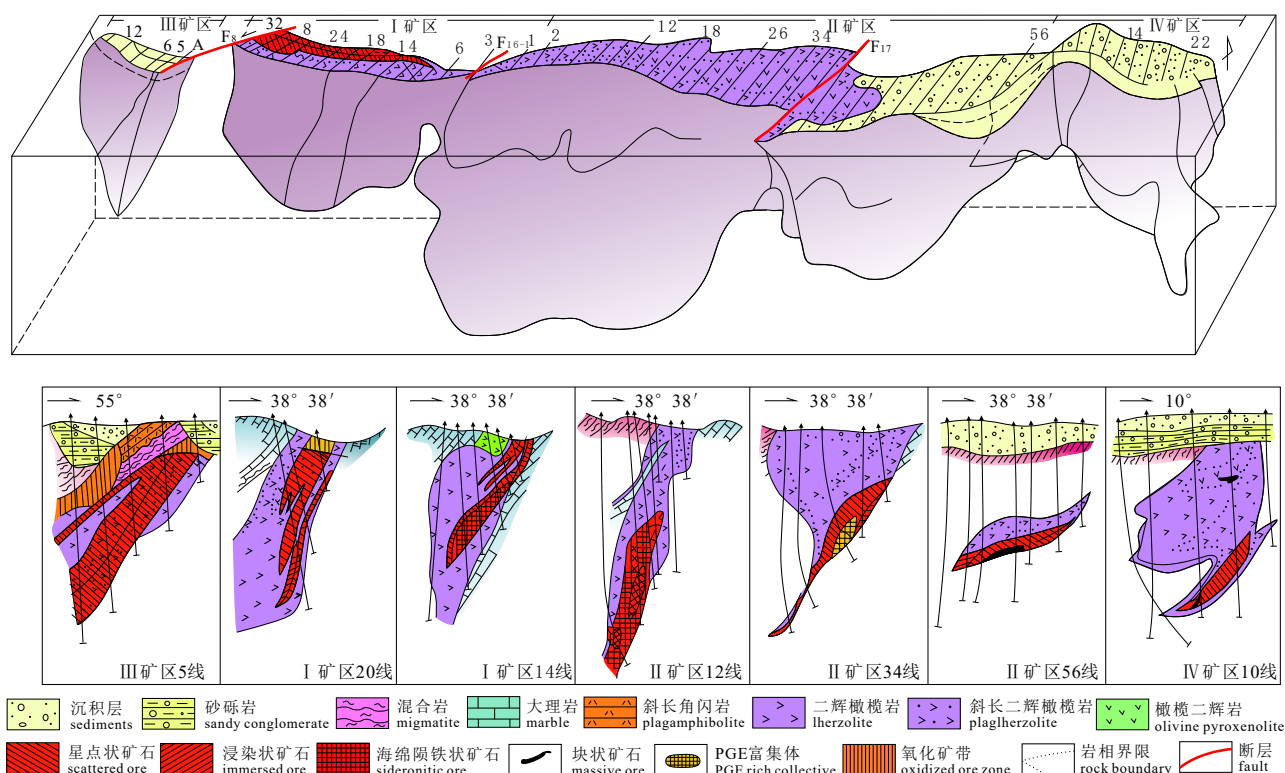 III矿区 I 矿区 II 矿区 IV矿区
12 6 5 A F8 32 8 24 18 14 6 3 F16-1 1 2 12 18 26 34 F17 56 14 22
55° 38° 38′ 38° 38′ 38° 38′ 38° 38′ 38° 38′ 10°
III矿区5线 I 矿区20线 I 矿区14线 II矿区12线 II矿区34线 II矿区56线 IV矿区10线
沉积层 砂砾岩 混合岩 大理岩 斜长角闪岩 二辉橄榄岩 斜长二辉橄榄岩 橄榄二辉岩
sediments sandy conglomerate migmatite marble plagamphibolite lherzolite plaglherzolite olivine pyroxenolite
星点状矿石 浸染状矿石 海绵陨铁状矿石 块状矿石 PGE富集体 氧化矿带 岩相界限 断层
scattered ore immersed ore sideronitic ore massive ore PGE rich collective oxidized ore zone rock boundary fault